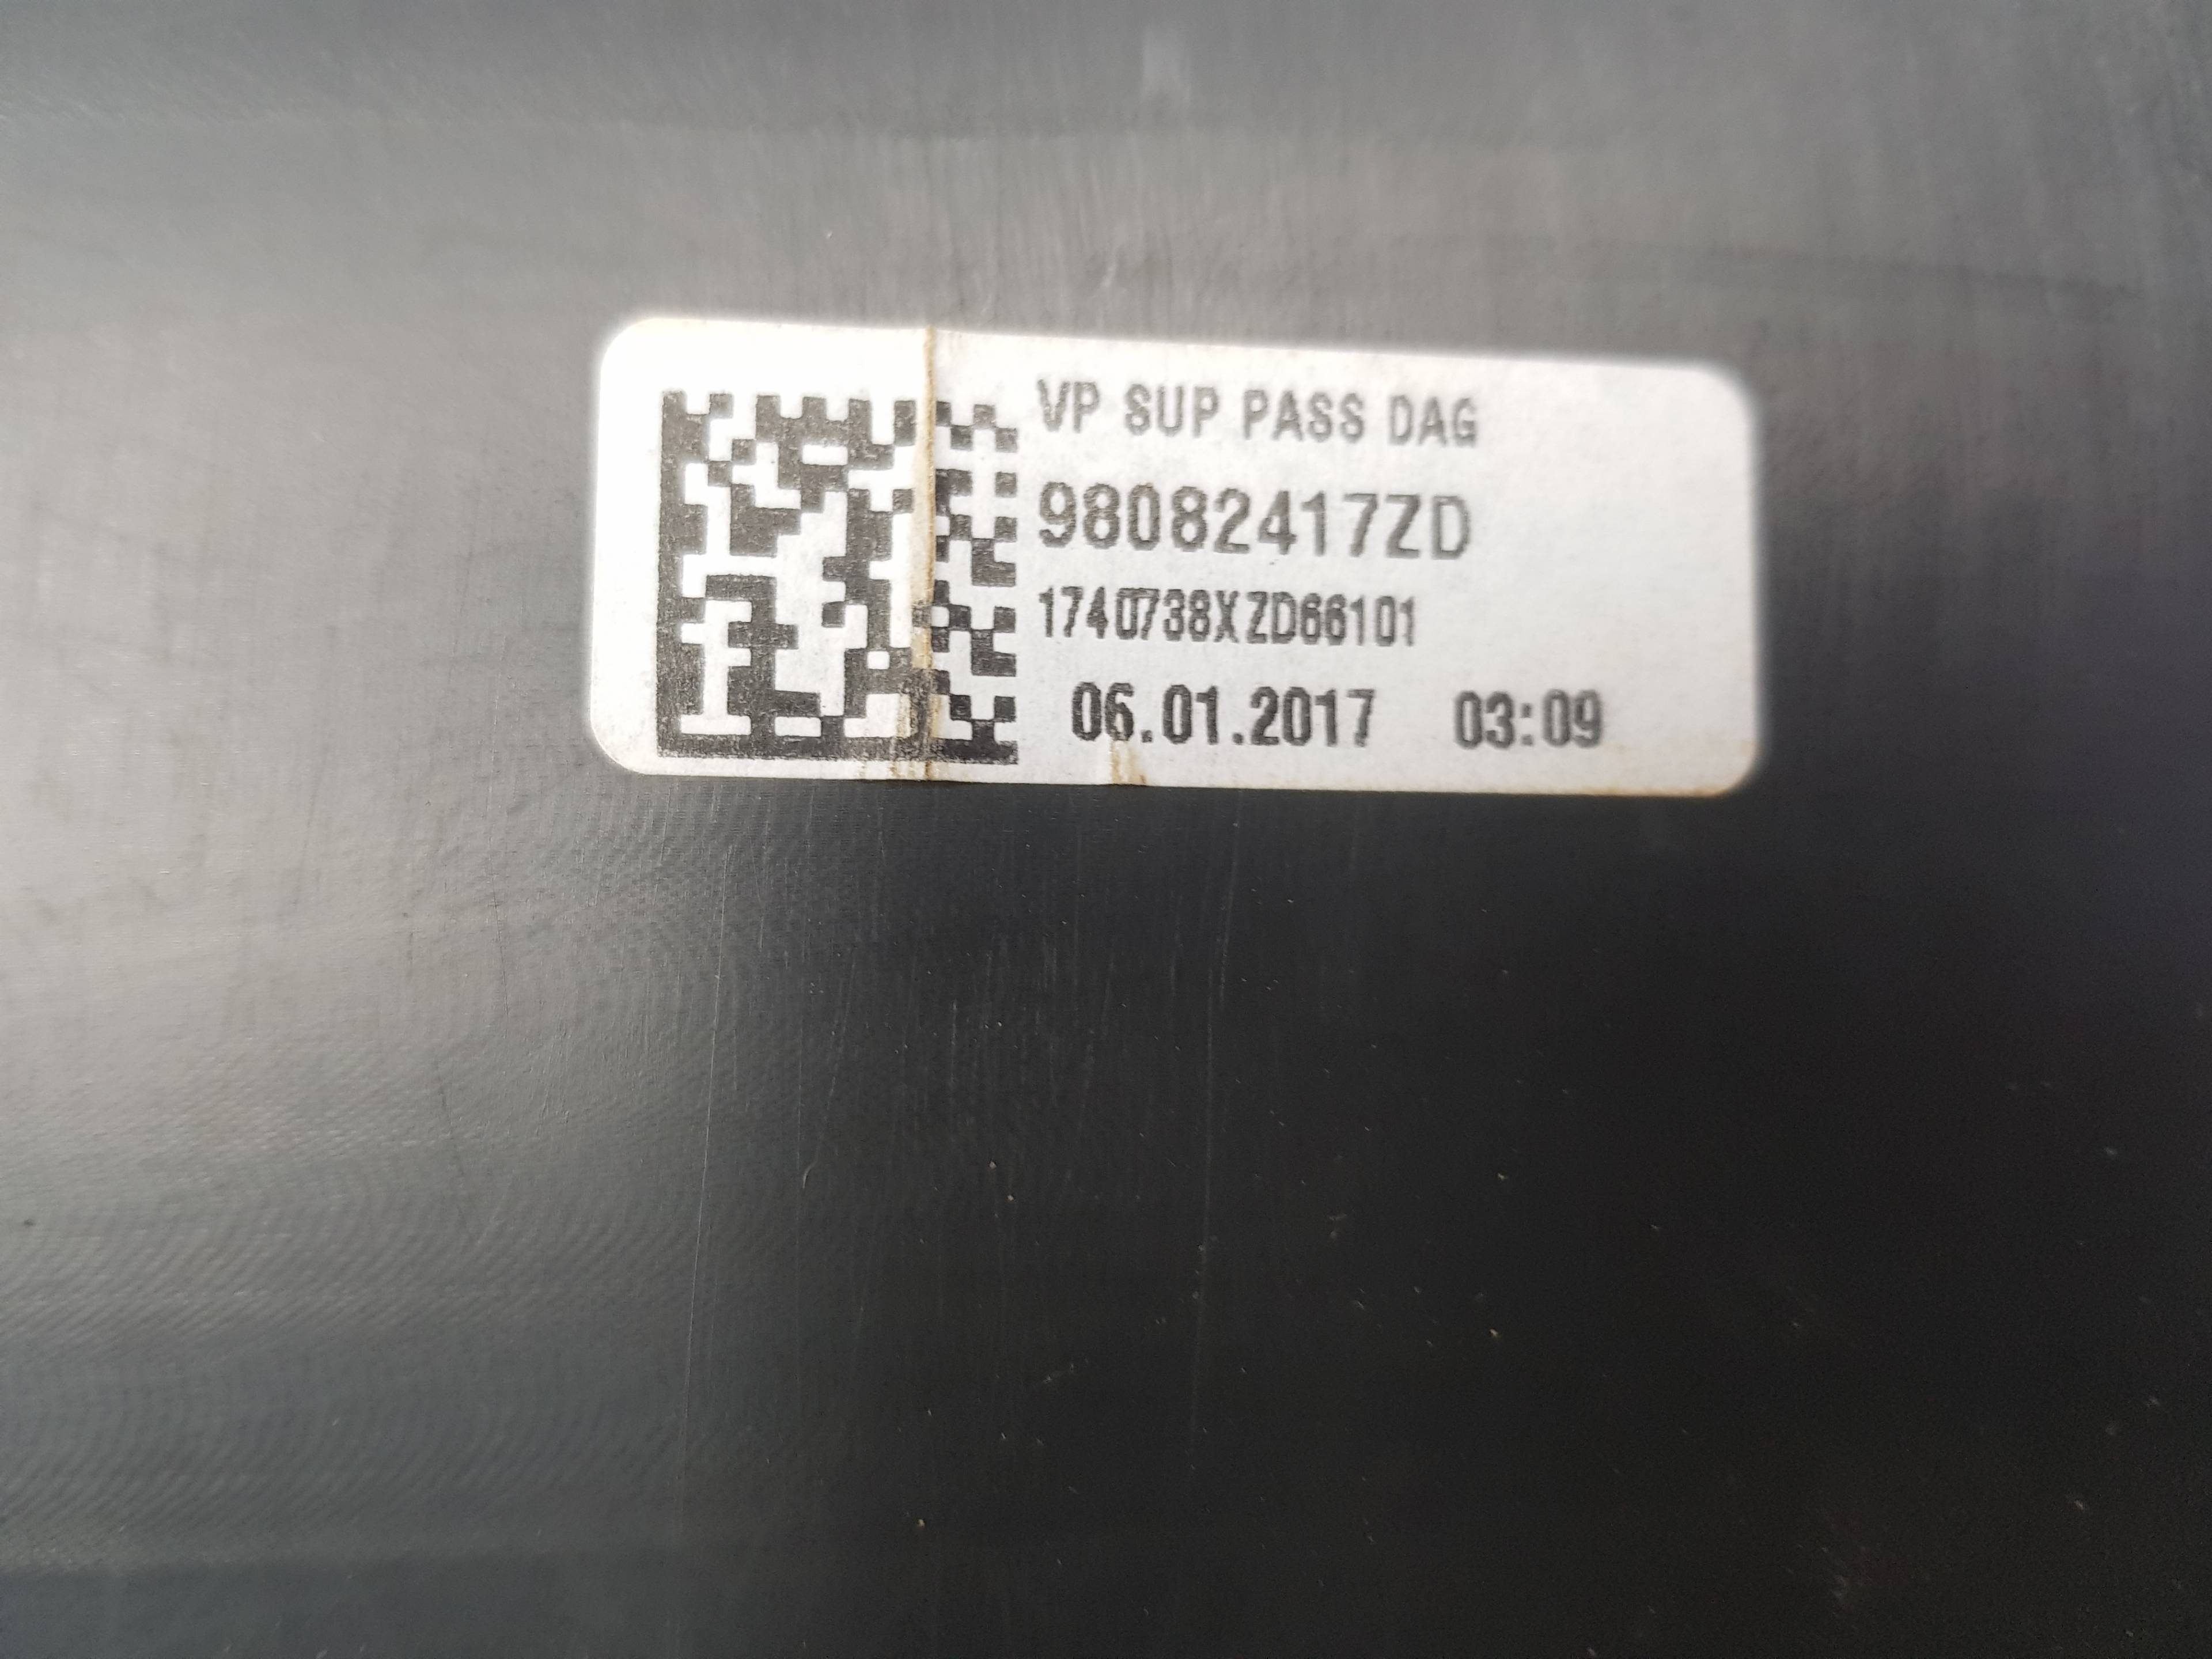 VP SUP PASS DAG
98082417ZD
1740738XZD66101
06.01.2017 03:09